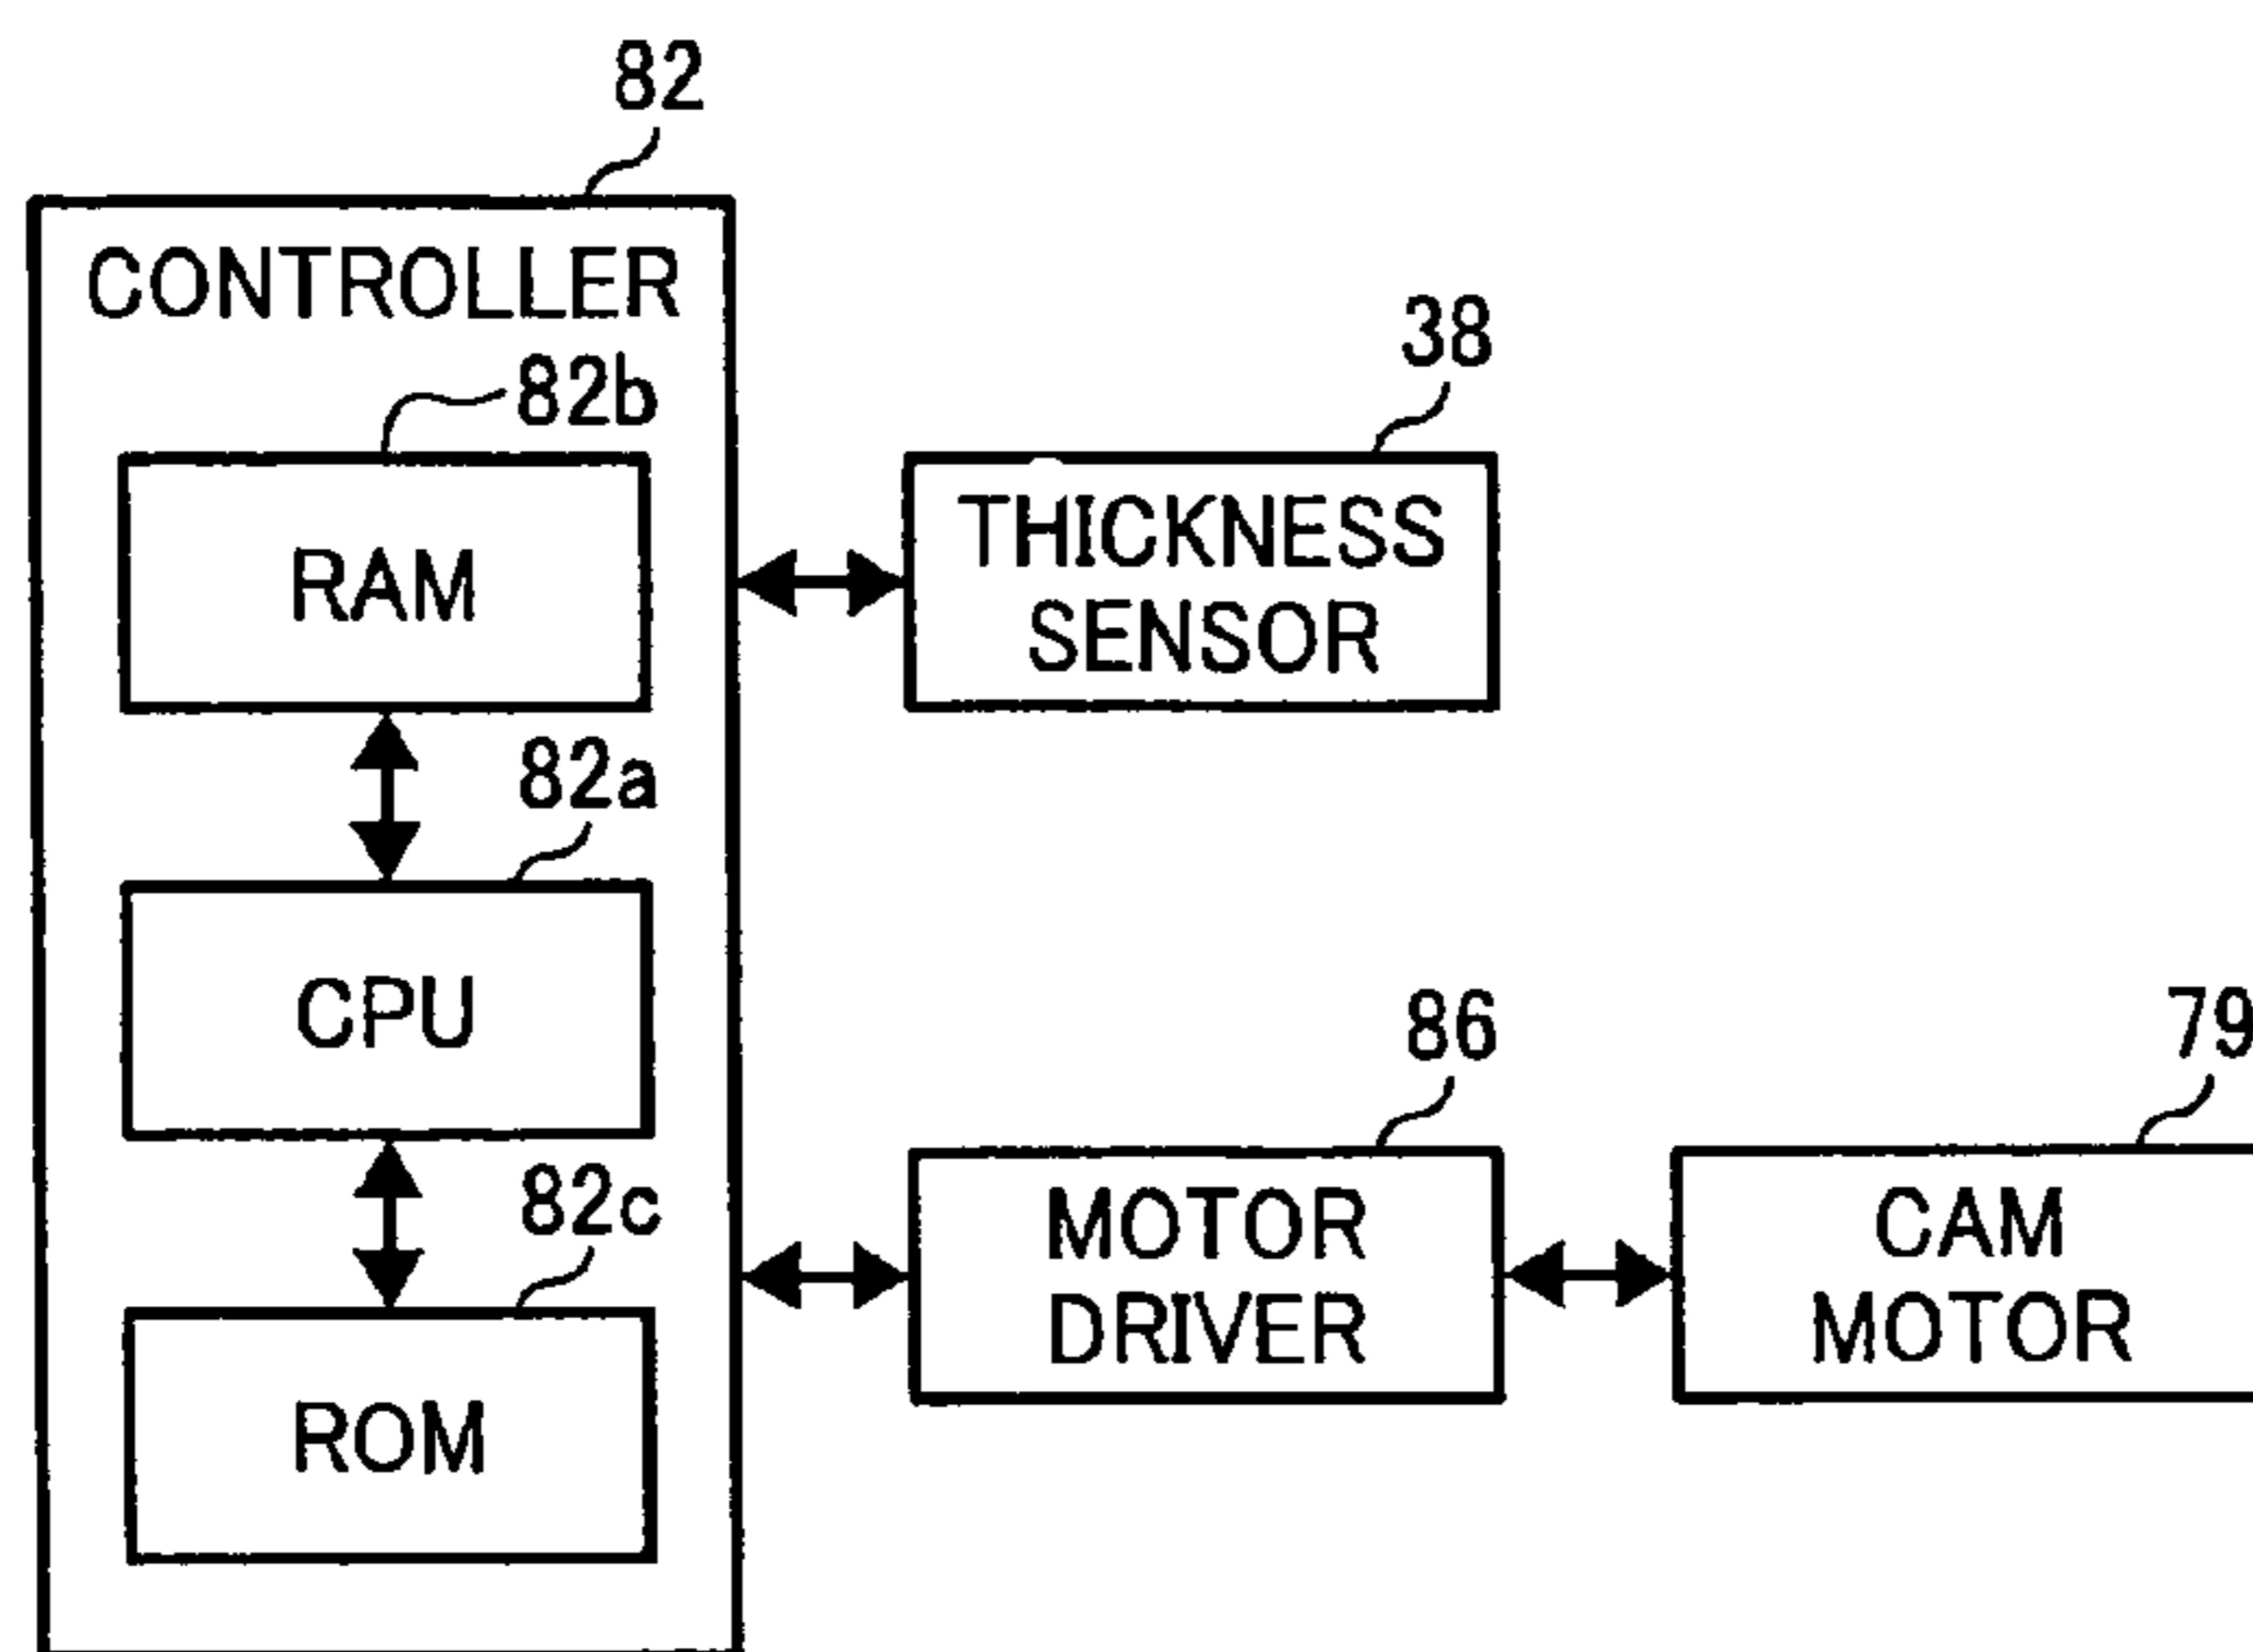 82
CONTROLLER
82b
RAM
82a
CPU
82c
ROM
38
THICKNESS
SENSOR
86
MOTOR
DRIVER
79
CAM
MOTOR